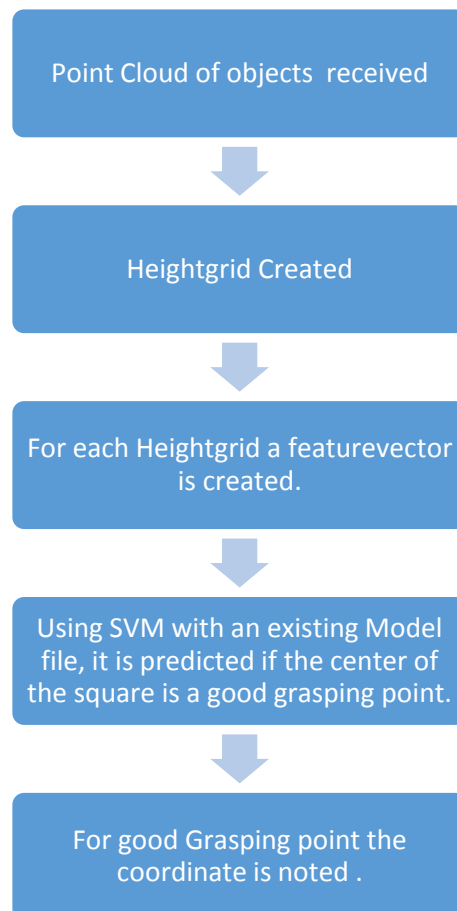 Point Cloud of objects  received
Heightgrid Created
For each Heightgrid a featurevector
is created.
Using SVM with an existing Model
file, it is predicted if the center of
the square is a good grasping point.
For good Grasping point the
coordinate is noted .